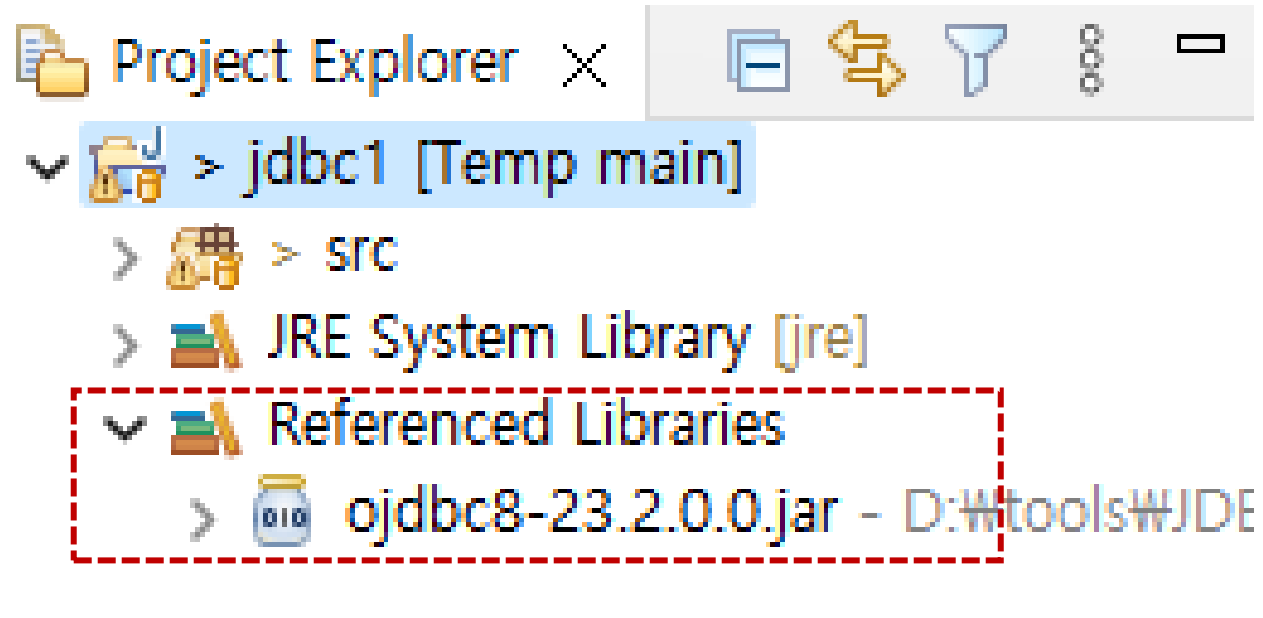 Project Explorer
> jdbc1 [Temp main]
> src
JRE System Library [jre]
Referenced Libraries
ojdbc8-23.2.0.0.jar - D:₩tools₩JDB